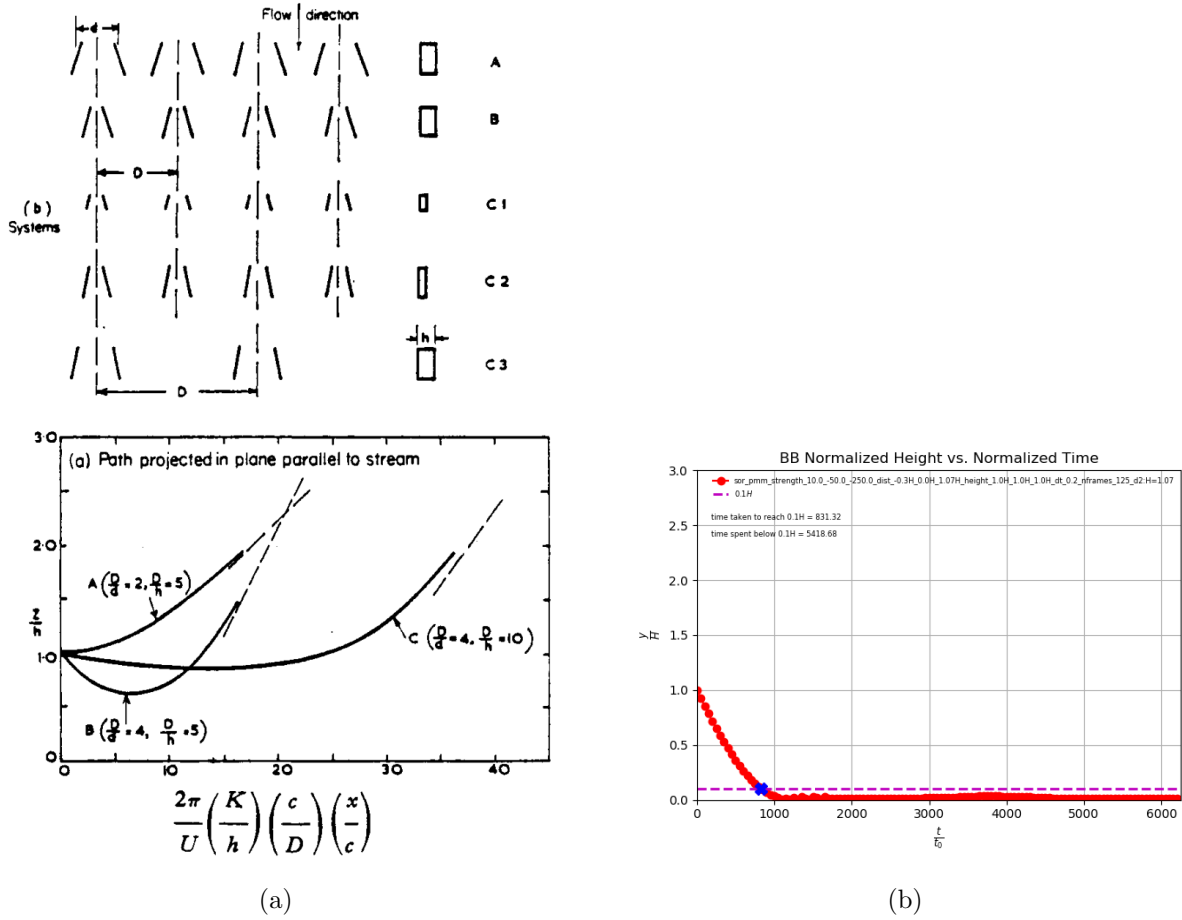 d
Flow direction
A
B
D
(b)
Systems
C1
C2
h
C3
D
3·0
(a) Path projected in plane parallel to stream
2·0
A (D/d = 2, D/h = 5)
z/h
C (D/d = 4, D/h = 10)
1·0
B (D/d = 4, D/h = 5)
0
0 10 20 30 40
2π/U (K/h) (c/D) (x/c)
(a)
BB Normalized Height vs. Normalized Time
3.0
sor_pmm_strength_10.0_-50.0_-250.0_dist_-0.3H_0.0H_1.07H_height_1.0H_1.0H_1.0H_dt_0.2_nframes_125_d2:H=1.07
0.1H
time taken to reach 0.1H = 831.32
time spent below 0.1H = 5418.68
2.5
2.0
1.5
y/H
1.0
0.5
0.0
0 1000 2000 3000 4000 5000 6000
t/t₀
(b)